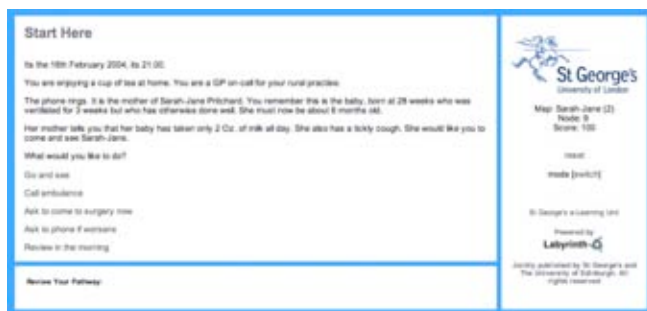 Start Here
Its the 16th February 2004, its 21.00.
You are enjoying a cup of tea at home. You are a GP on call for your rural practise.
The phone rings. It is the mother of Sarah-Jane Pritchard. You remember this is the baby, born at 28 weeks who was
ventilated for 3 weeks but who has otherwise done well. She must now be about 6 months old.
Her mother tells you that her baby has taken only 2 Oz. of milk all day. She also has a tickly cough. She would like you to
come and see Sarah-Jane.
What would you like to do?
Go and see
Call ambulance
Ask to come to surgery now
Ask to phone if worsens
Review in the morning
Review Your Pathway:
St George's
University of London
Map: Sarah-Jane (2)
Node: 9
Score: 100
reset
mode [switch]
St George's e-Learning Unit
Powered by
Labyrinth
Jointly published by St George's and
The University of Edinburgh. All
rights reserved